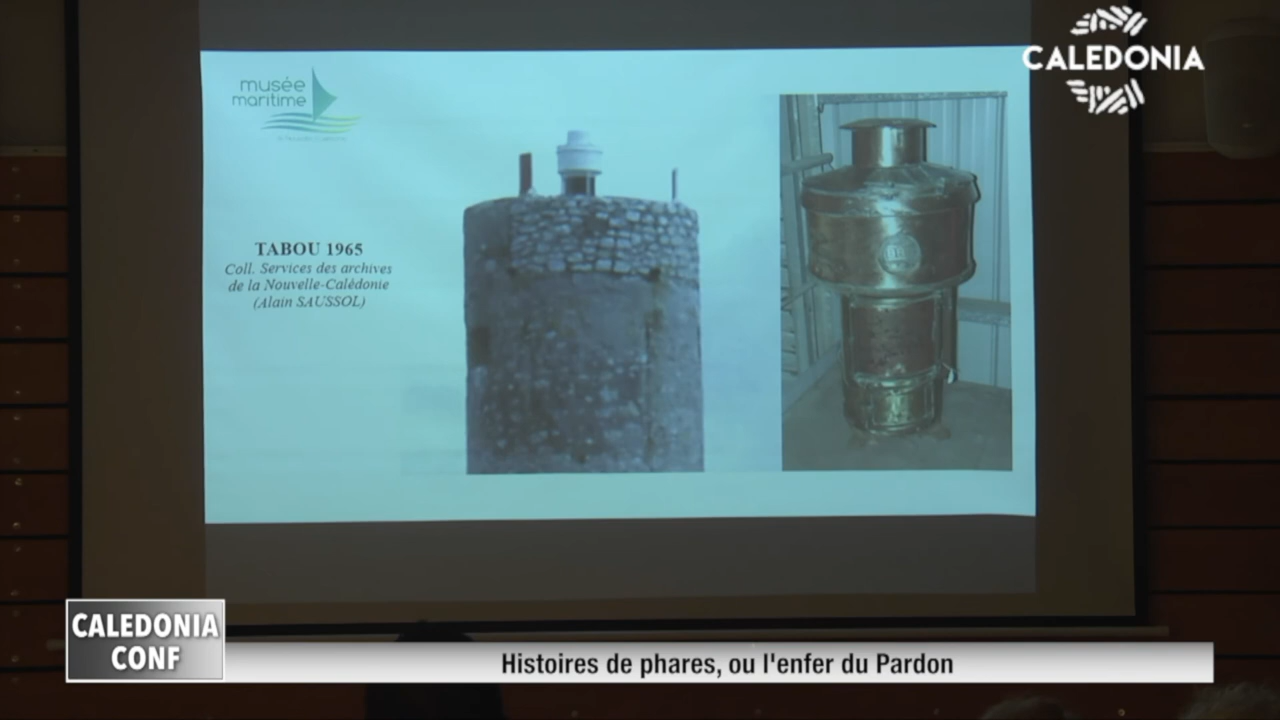 musée
maritime
CALEDONIA
TABOU 1965
Coll. Services des archives
de la Nouvelle-Calédonie
(Alain SAUSSOL)
CALEDONIA
CONF
Histoires de phares, ou l'enfer du Pardon